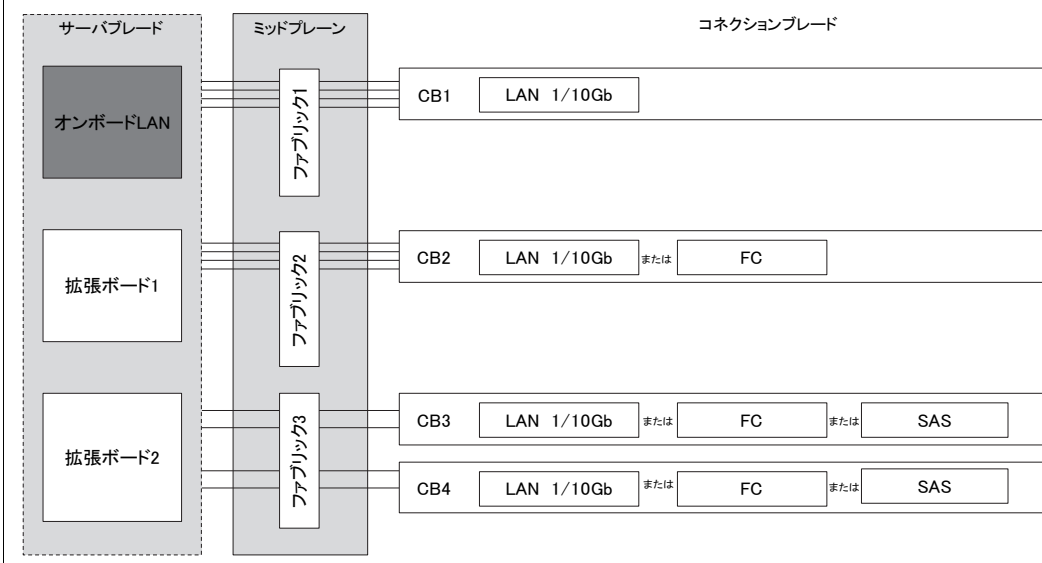 サーバブレード
ミッドプレーン
コネクションブレード
オンボードLAN
ファブリック1
CB1 LAN 1/10Gb
拡張ボード1
ファブリック2
CB2 LAN 1/10Gb または FC
拡張ボード2
ファブリック3
CB3 LAN 1/10Gb または FC または SAS
CB4 LAN 1/10Gb または FC または SAS